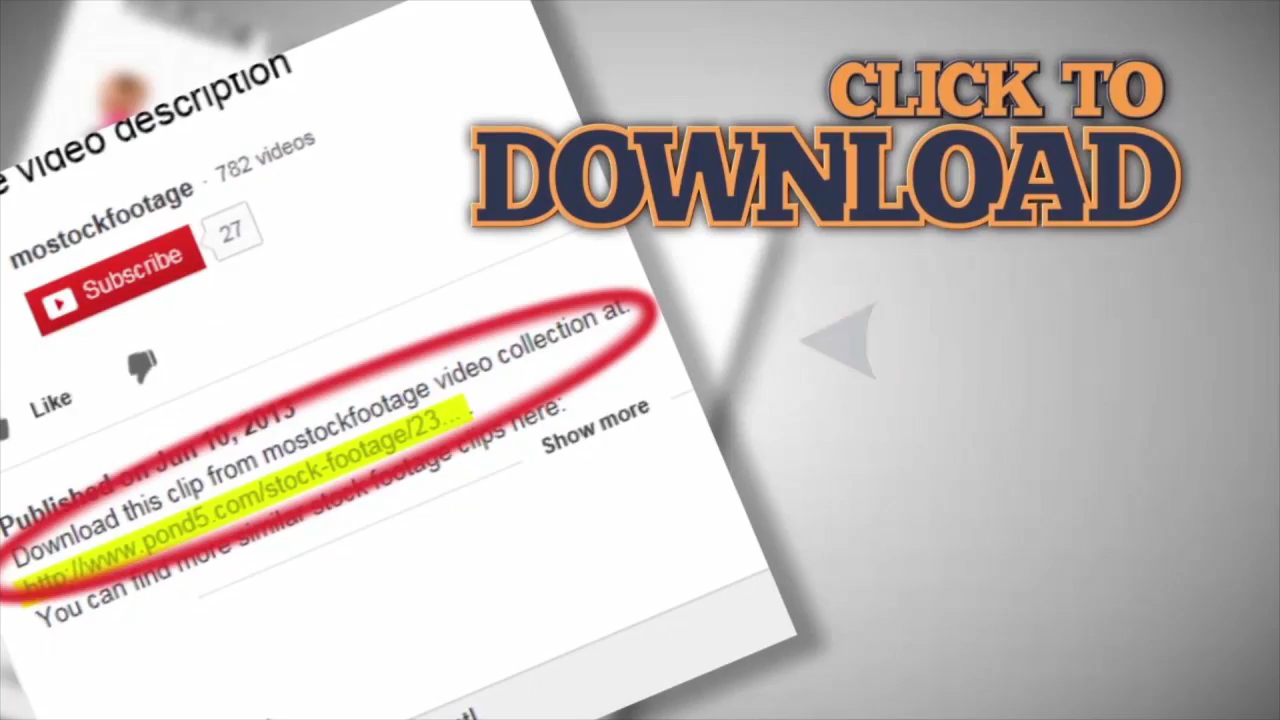 CLICK TO
DOWNLOAD
video description
mostockfootage · 782 videos
Subscribe
27
Like
Published on Jun 10, 2013
Download this clip from mostockfootage video collection at:
http://www.pond5.com/stock-footage/23... .
You can find more similar stock footage clips here:
Show more